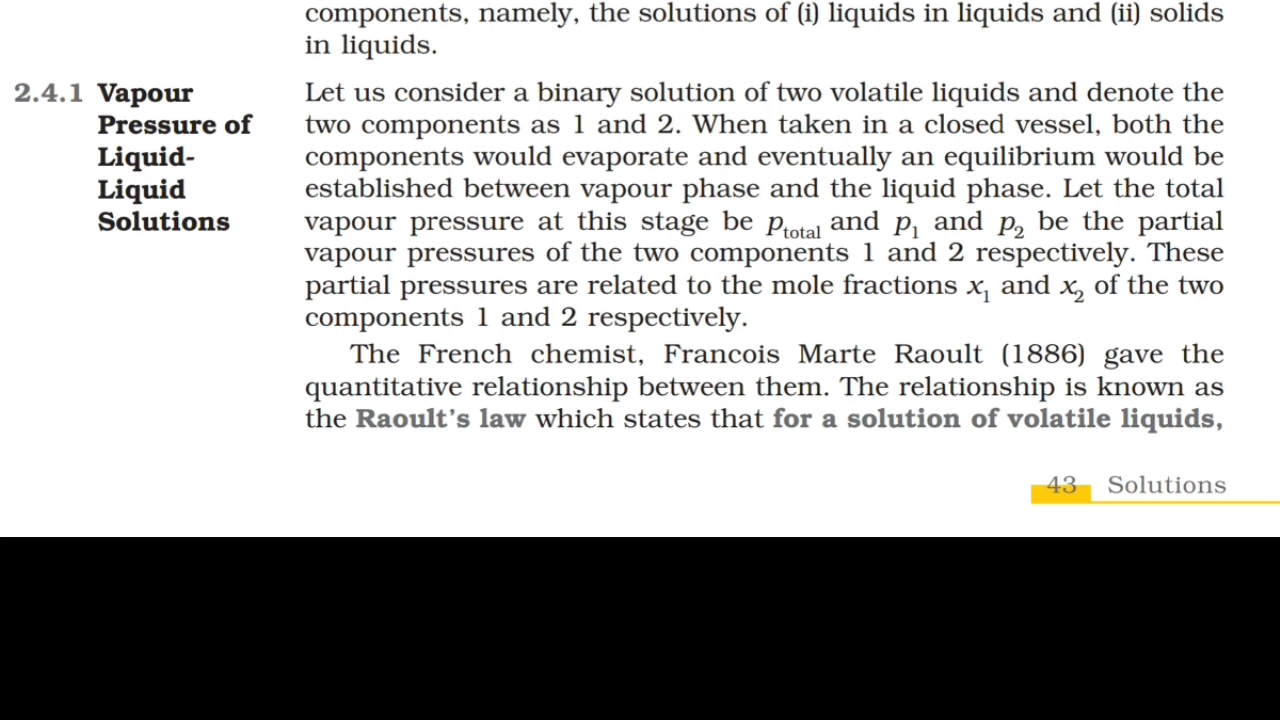 components, namely, the solutions of (i) liquids in liquids and (ii) solids
in liquids.
2.4.1 Vapour
Pressure of
Liquid-
Liquid
Solutions
Let us consider a binary solution of two volatile liquids and denote the
two components as 1 and 2. When taken in a closed vessel, both the
components would evaporate and eventually an equilibrium would be
established between vapour phase and the liquid phase. Let the total
vapour pressure at this stage be p_total and p₁ and p₂ be the partial
vapour pressures of the two components 1 and 2 respectively. These
partial pressures are related to the mole fractions x₁ and x₂ of the two
components 1 and 2 respectively.
The French chemist, Francois Marte Raoult (1886) gave the
quantitative relationship between them. The relationship is known as
the Raoult's law which states that for a solution of volatile liquids,
43 Solutions